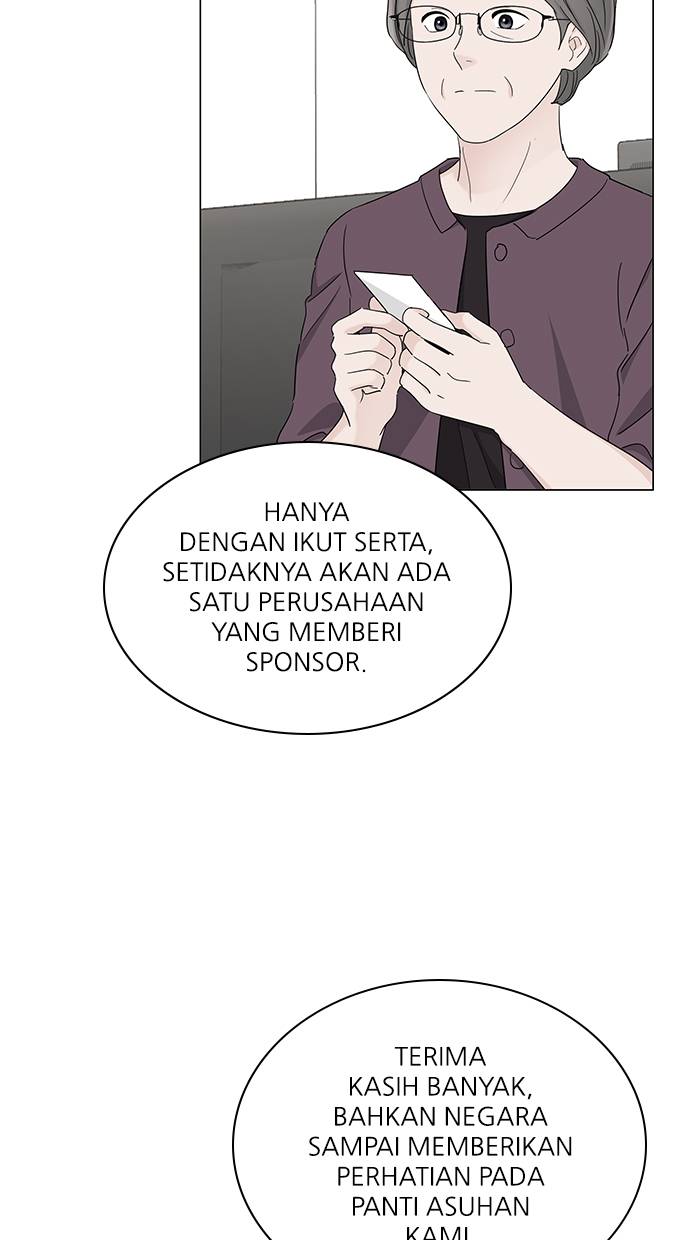 HANYA
DENGAN IKUT SERTA,
SETIDAKNYA AKAN ADA
SATU PERUSAHAAN
YANG MEMBERI
SPONSOR.
TERIMA
KASIH BANYAK,
BAHKAN NEGARA
SAMPAI MEMBERIKAN
PERHATIAN PADA
PANTI ASUHAN
KAMI